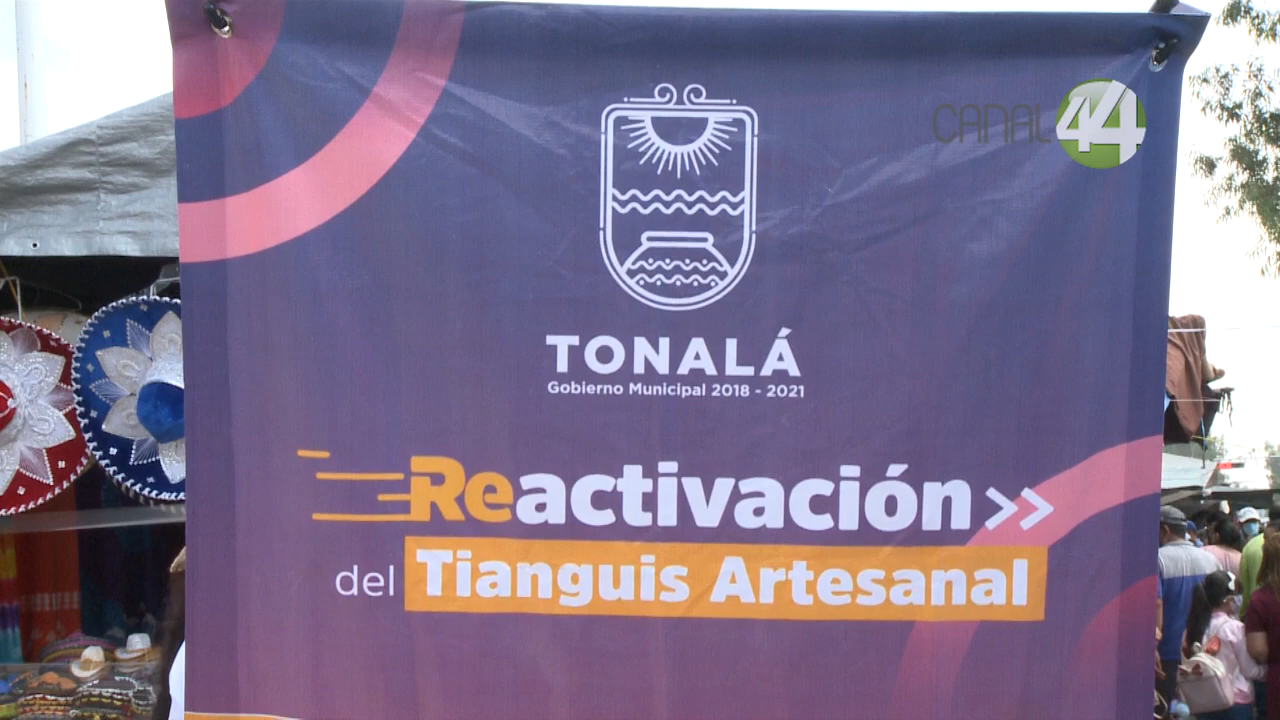 CANAL 44
TONALÁ
Gobierno Municipal 2018 - 2021
Reactivación >>
del Tianguis Artesanal